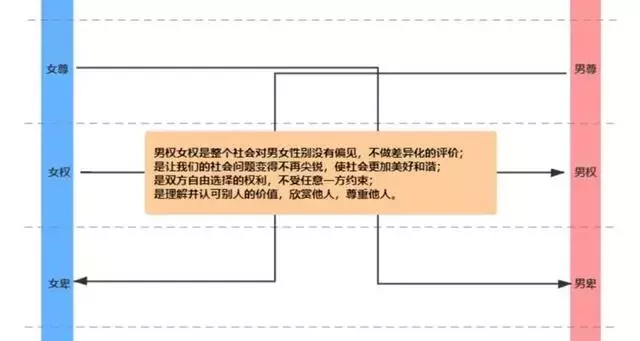 女尊
男尊
男权女权是整个社会对男女性别没有偏见，不做差异化的评价；
是让我们的社会问题变得不再尖锐，使社会更加美好和谐；
是双方自由选择的权利，不受任意一方约束；
是理解并认可别人的价值，欣赏他人，尊重他人。
女权
男权
女卑
男卑